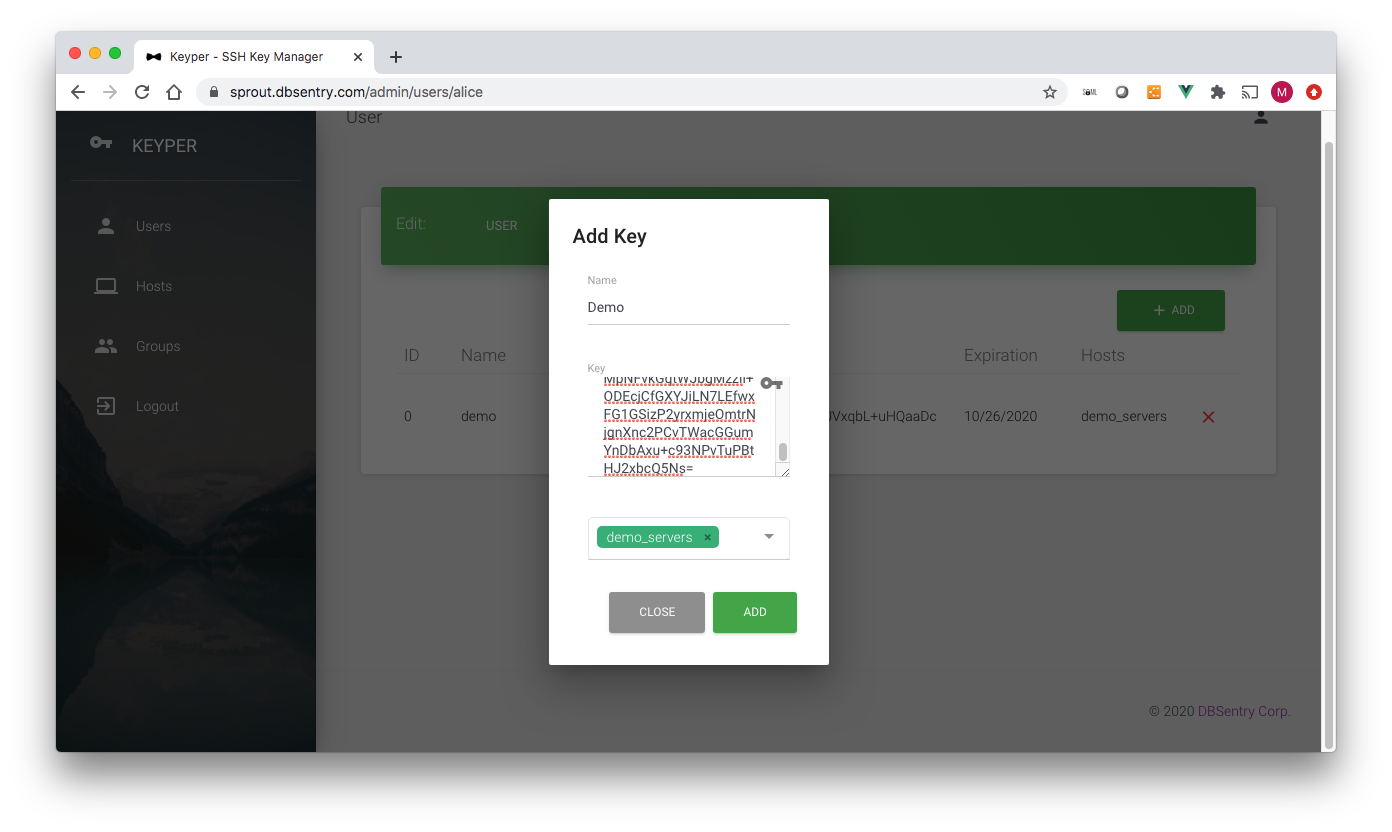 Keyper - SSH Key Manager
sprout.dbsentry.com/admin/users/alice
M
KEYPER
User
Users
Hosts
Groups
Logout
Edit:
USER
+ ADD
ID
Name
Expiration
Hosts
0
demo
VxqbL+uHQaaDc
10/26/2020
demo_servers
Add Key
Name
Demo
Key
ODEcjCfGXYJiLN7LEfwx
FG1GSizP2yrxmjeOmtrN
jgnXnc2PCvTWacGGum
YnDbAxu+c93NPvTuPBt
HJ2xbcQ5Ns=
demo_servers ×
CLOSE
ADD
© 2020 DBSentry Corp.